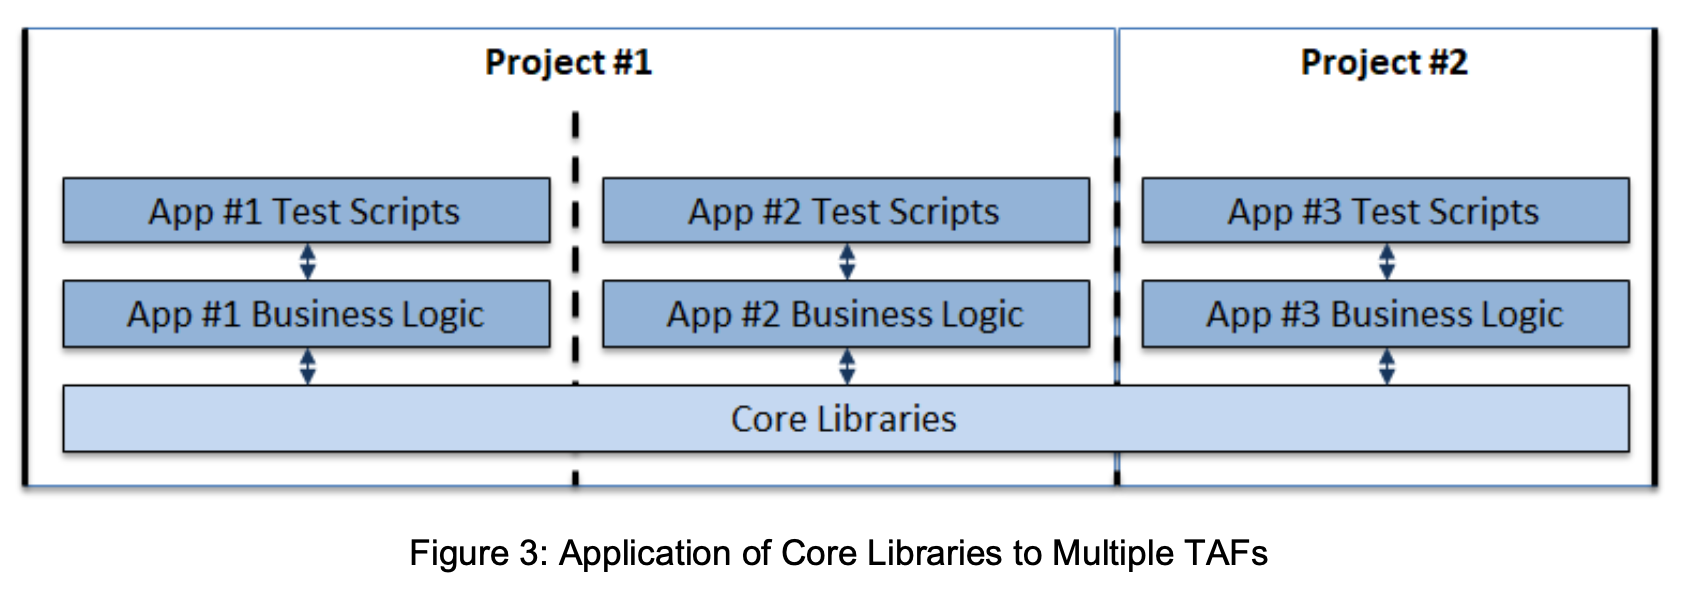 Project #1
Project #2
App #1 Test Scripts
App #2 Test Scripts
App #3 Test Scripts
App #1 Business Logic
App #2 Business Logic
App #3 Business Logic
Core Libraries
Figure 3: Application of Core Libraries to Multiple TAFs